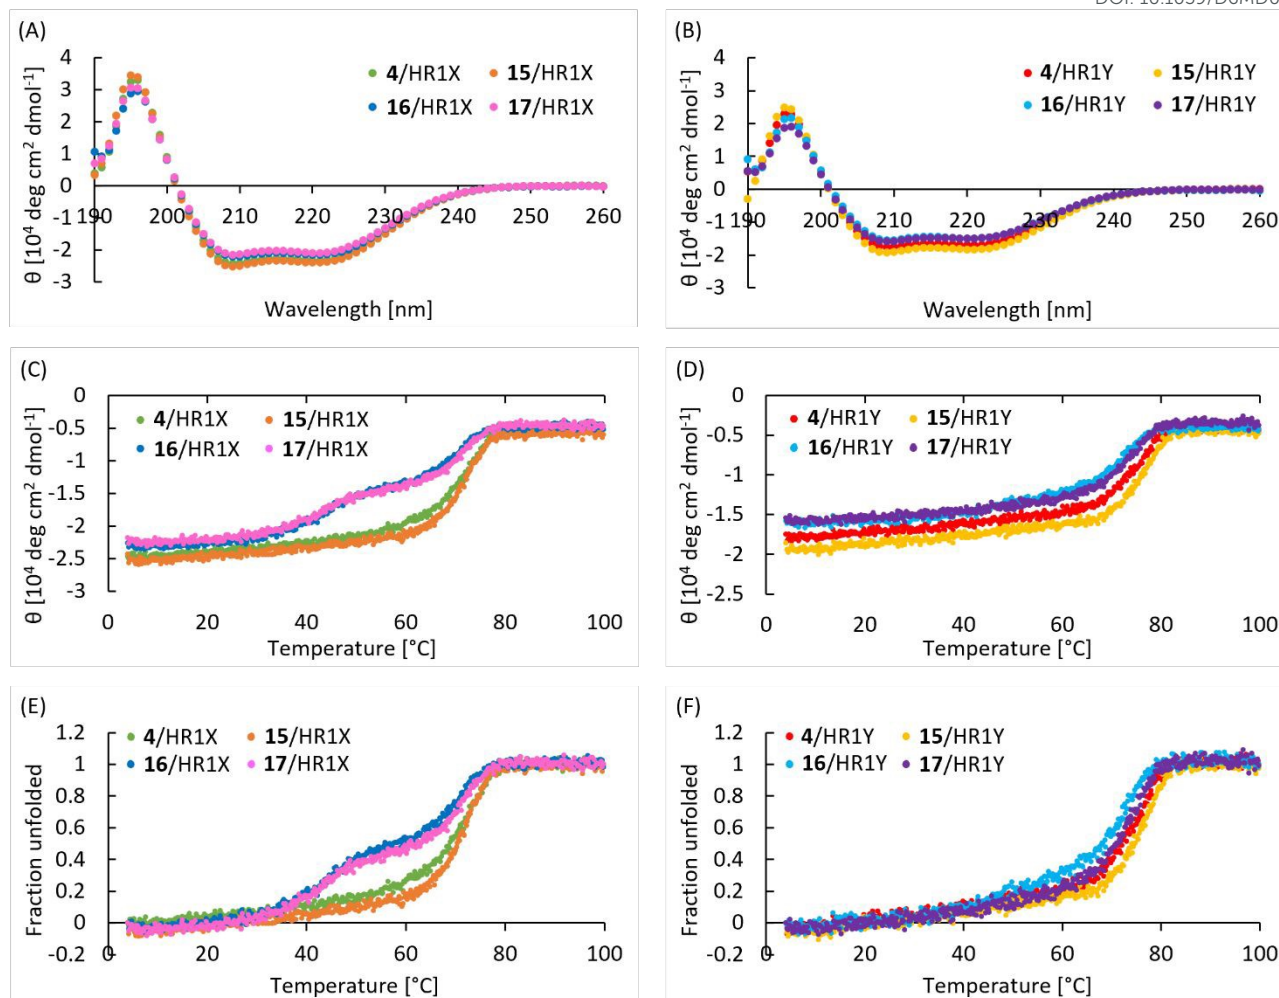 (A)
4/HR1X 15/HR1X
16/HR1X 17/HR1X
θ [10⁴ deg cm² dmol⁻¹]
4
3
2
1
0
-1
-2
-3
190 200 210 220 230 240 250 260
Wavelength [nm]
(B)
4/HR1Y 15/HR1Y
16/HR1Y 17/HR1Y
θ [10⁴ deg cm² dmol⁻¹]
4
3
2
1
0
-1
-2
-3
190 200 210 220 230 240 250 260
Wavelength [nm]
(C)
4/HR1X 15/HR1X
16/HR1X 17/HR1X
θ [10⁴ deg cm² dmol⁻¹]
0
-0.5
-1
-1.5
-2
-2.5
-3
0 20 40 60 80 100
Temperature [°C]
(D)
4/HR1Y 15/HR1Y
16/HR1Y 17/HR1Y
θ [10⁴ deg cm² dmol⁻¹]
0
-0.5
-1
-1.5
-2
-2.5
0 20 40 60 80 100
Temperature [°C]
(E)
4/HR1X 15/HR1X
16/HR1X 17/HR1X
Fraction unfolded
1.2
1
0.8
0.6
0.4
0.2
0
-0.2
0 20 40 60 80 100
Temperature [°C]
(F)
4/HR1Y 15/HR1Y
16/HR1Y 17/HR1Y
Fraction unfolded
1.2
1
0.8
0.6
0.4
0.2
0
-0.2
0 20 40 60 80 100
Temperature [°C]